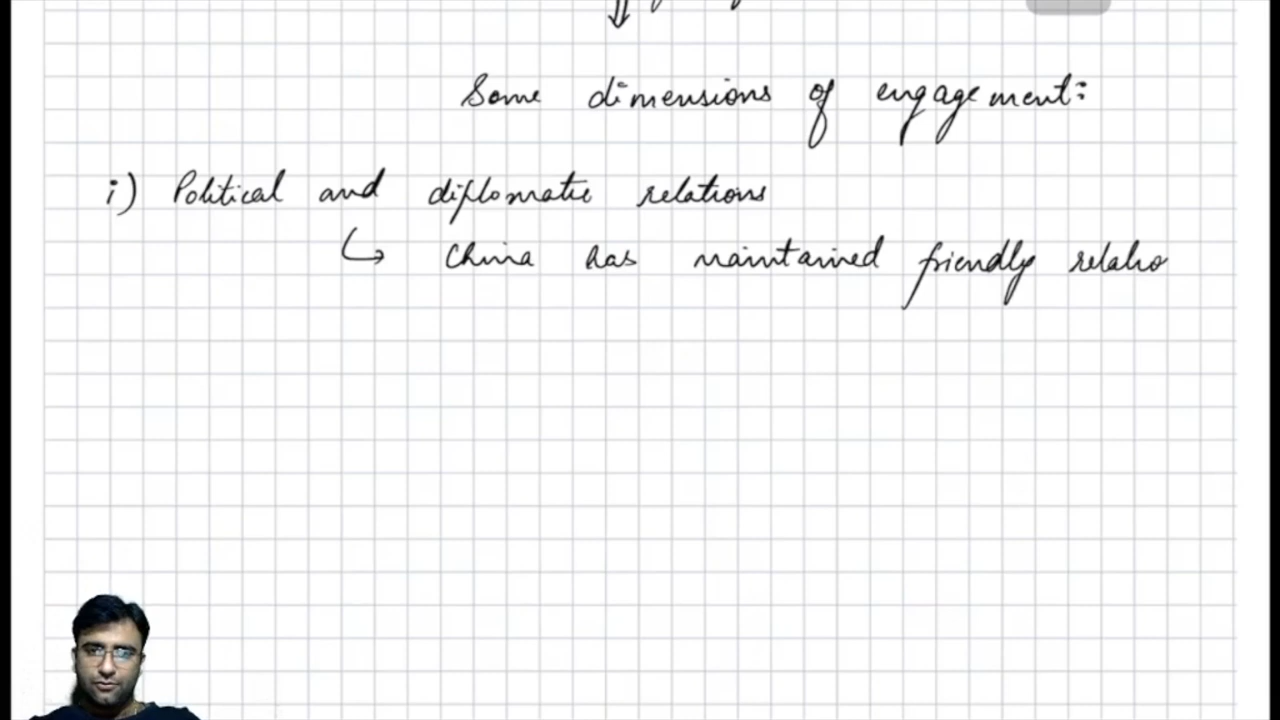 Some dimensions of engagement:
i) Political and diplomatic relations
↳ China has maintained friendly relatio